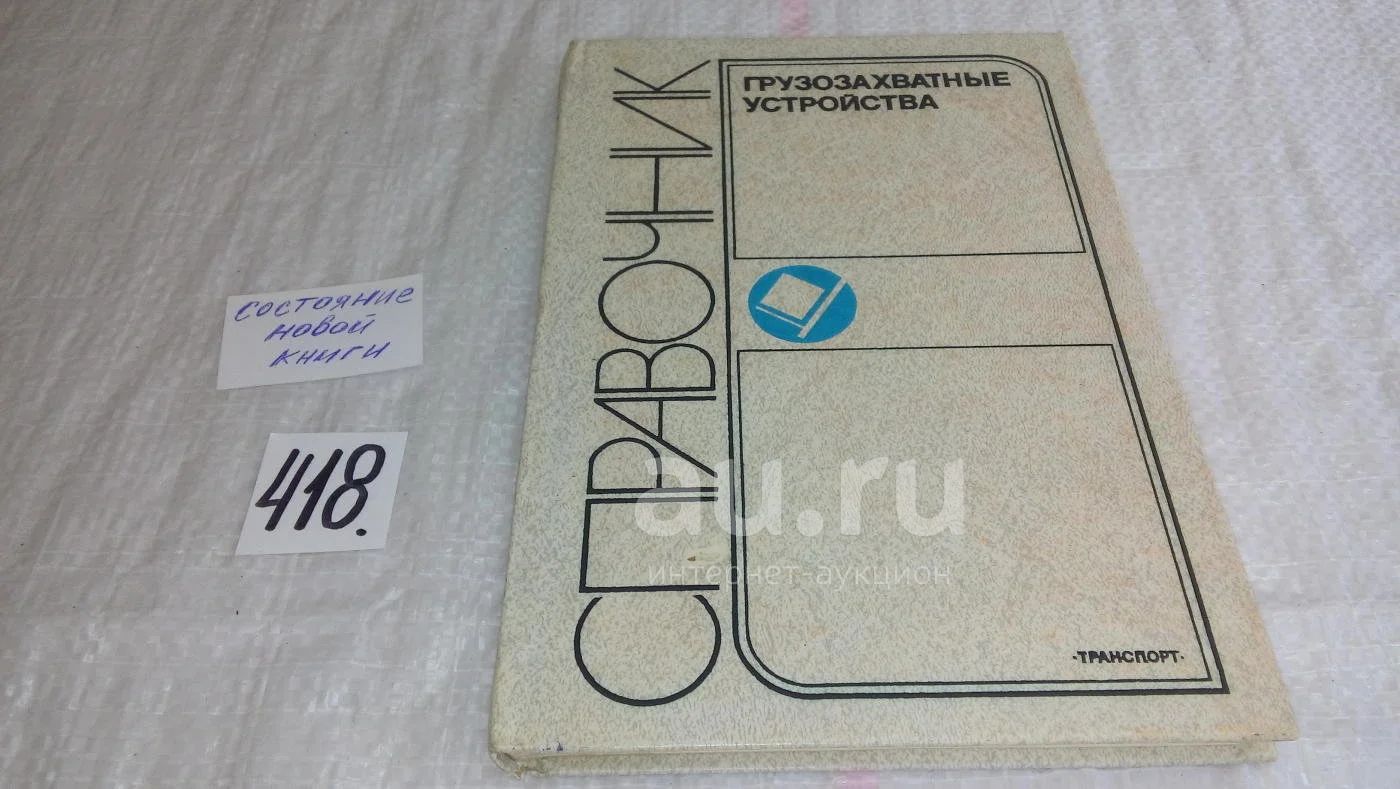 состояние
новой
книги
418.
СПРАВОЧНИК
ГРУЗОЗАХВАТНЫЕ
УСТРОЙСТВА
·ТРАНСПОРТ·
au.ru
интернет-аукцион